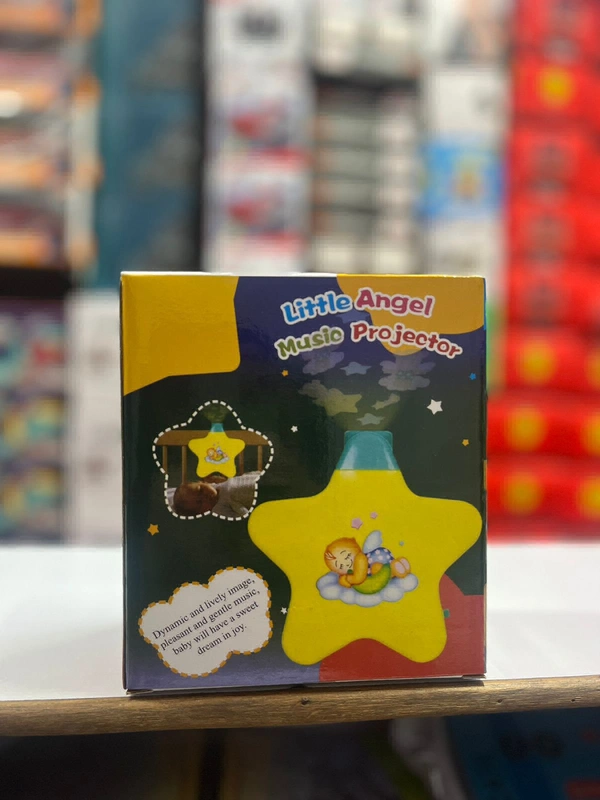 Little Angel
Music Projector
Dynamic and lively image,
pleasant and gentle music,
baby will have a sweet
dream in joy.